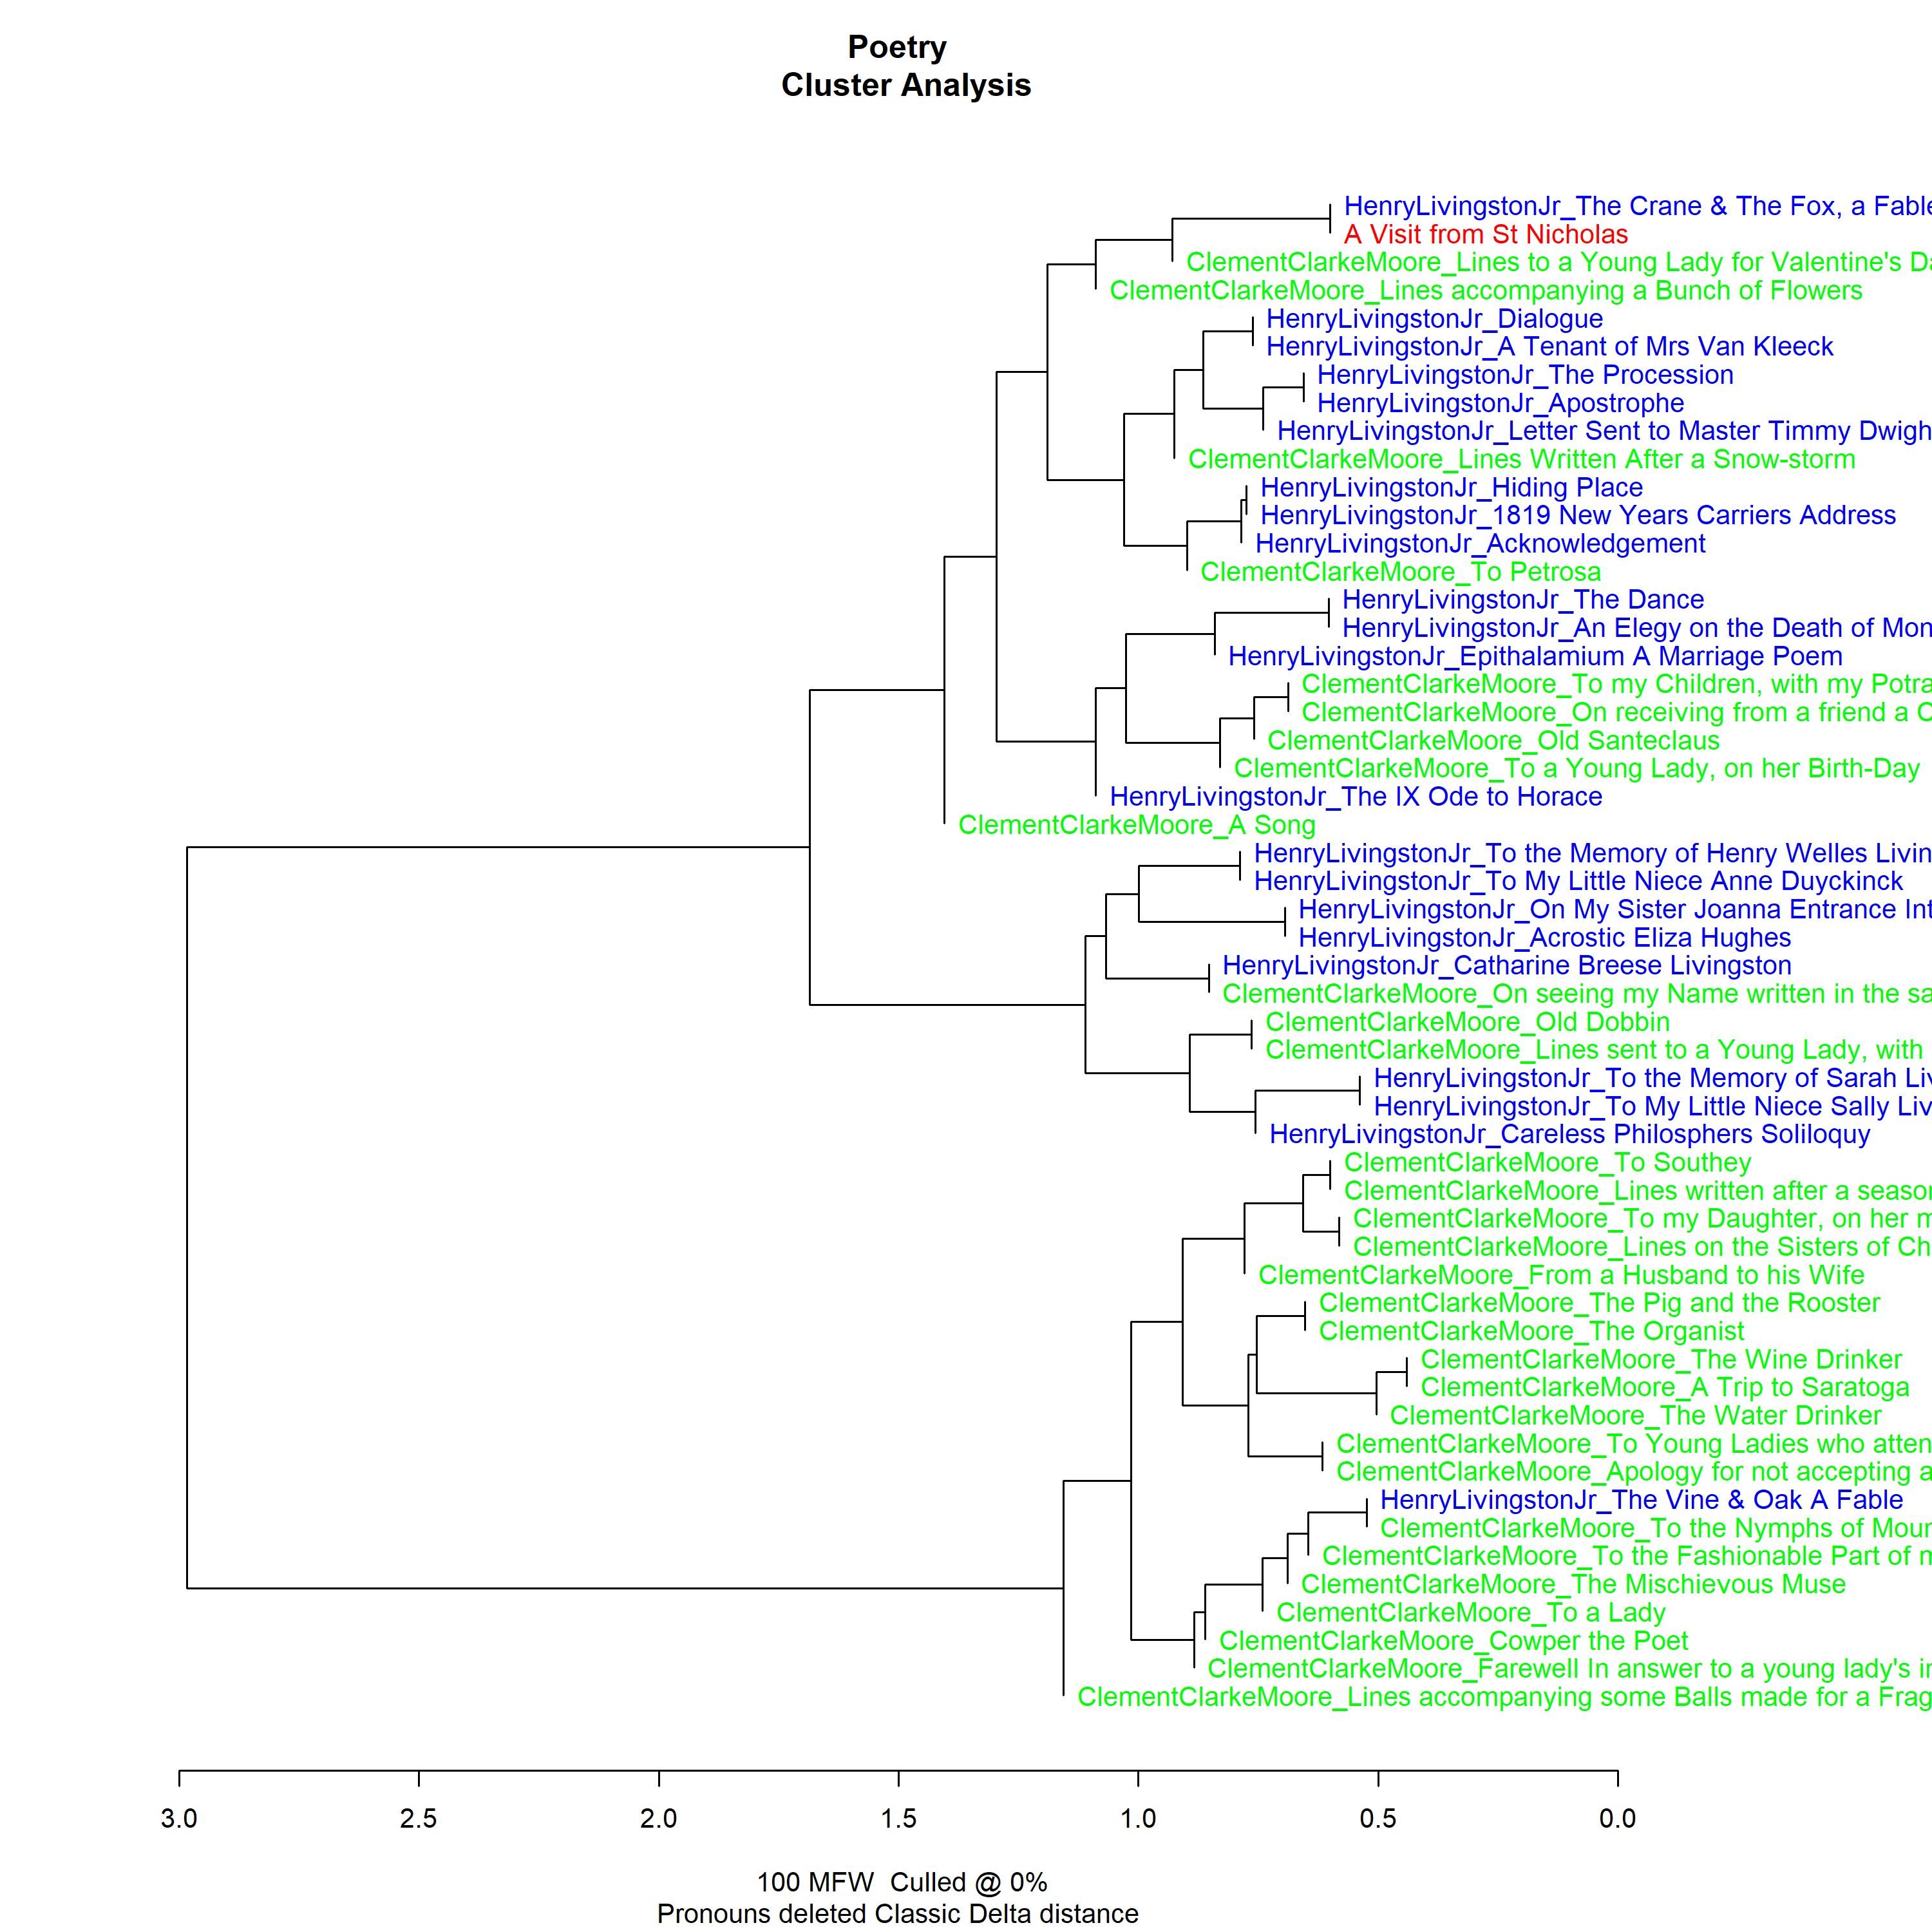 Poetry
Cluster Analysis
HenryLivingstonJr_The Crane & The Fox, a Fable
A Visit from St Nicholas
ClementClarkeMoore_Lines to a Young Lady for Valentine's Da
ClementClarkeMoore_Lines accompanying a Bunch of Flowers
HenryLivingstonJr_Dialogue
HenryLivingstonJr_A Tenant of Mrs Van Kleeck
HenryLivingstonJr_The Procession
HenryLivingstonJr_Apostrophe
HenryLivingstonJr_Letter Sent to Master Timmy Dwigh
ClementClarkeMoore_Lines Written After a Snow-storm
HenryLivingstonJr_Hiding Place
HenryLivingstonJr_1819 New Years Carriers Address
HenryLivingstonJr_Acknowledgement
ClementClarkeMoore_To Petrosa
HenryLivingstonJr_The Dance
HenryLivingstonJr_An Elegy on the Death of Mon
HenryLivingstonJr_Epithalamium A Marriage Poem
ClementClarkeMoore_To my Children, with my Potra
ClementClarkeMoore_On receiving from a friend a C
ClementClarkeMoore_Old Santeclaus
ClementClarkeMoore_To a Young Lady, on her Birth-Day
HenryLivingstonJr_The IX Ode to Horace
ClementClarkeMoore_A Song
HenryLivingstonJr_To the Memory of Henry Welles Livin
HenryLivingstonJr_To My Little Niece Anne Duyckinck
HenryLivingstonJr_On My Sister Joanna Entrance Int
HenryLivingstonJr_Acrostic Eliza Hughes
HenryLivingstonJr_Catharine Breese Livingston
ClementClarkeMoore_On seeing my Name written in the sa
ClementClarkeMoore_Old Dobbin
ClementClarkeMoore_Lines sent to a Young Lady, with
HenryLivingstonJr_To the Memory of Sarah Liv
HenryLivingstonJr_To My Little Niece Sally Liv
HenryLivingstonJr_Careless Philosphers Soliloquy
ClementClarkeMoore_To Southey
ClementClarkeMoore_Lines written after a season
ClementClarkeMoore_To my Daughter, on her m
ClementClarkeMoore_Lines on the Sisters of Ch
ClementClarkeMoore_From a Husband to his Wife
ClementClarkeMoore_The Pig and the Rooster
ClementClarkeMoore_The Organist
ClementClarkeMoore_The Wine Drinker
ClementClarkeMoore_A Trip to Saratoga
ClementClarkeMoore_The Water Drinker
ClementClarkeMoore_To Young Ladies who atten
ClementClarkeMoore_Apology for not accepting a
HenryLivingstonJr_The Vine & Oak A Fable
ClementClarkeMoore_To the Nymphs of Moun
ClementClarkeMoore_To the Fashionable Part of m
ClementClarkeMoore_The Mischievous Muse
ClementClarkeMoore_To a Lady
ClementClarkeMoore_Cowper the Poet
ClementClarkeMoore_Farewell In answer to a young lady's in
ClementClarkeMoore_Lines accompanying some Balls made for a Frag
3.0 2.5 2.0 1.5 1.0 0.5 0.0
100 MFW Culled @ 0%
Pronouns deleted Classic Delta distance